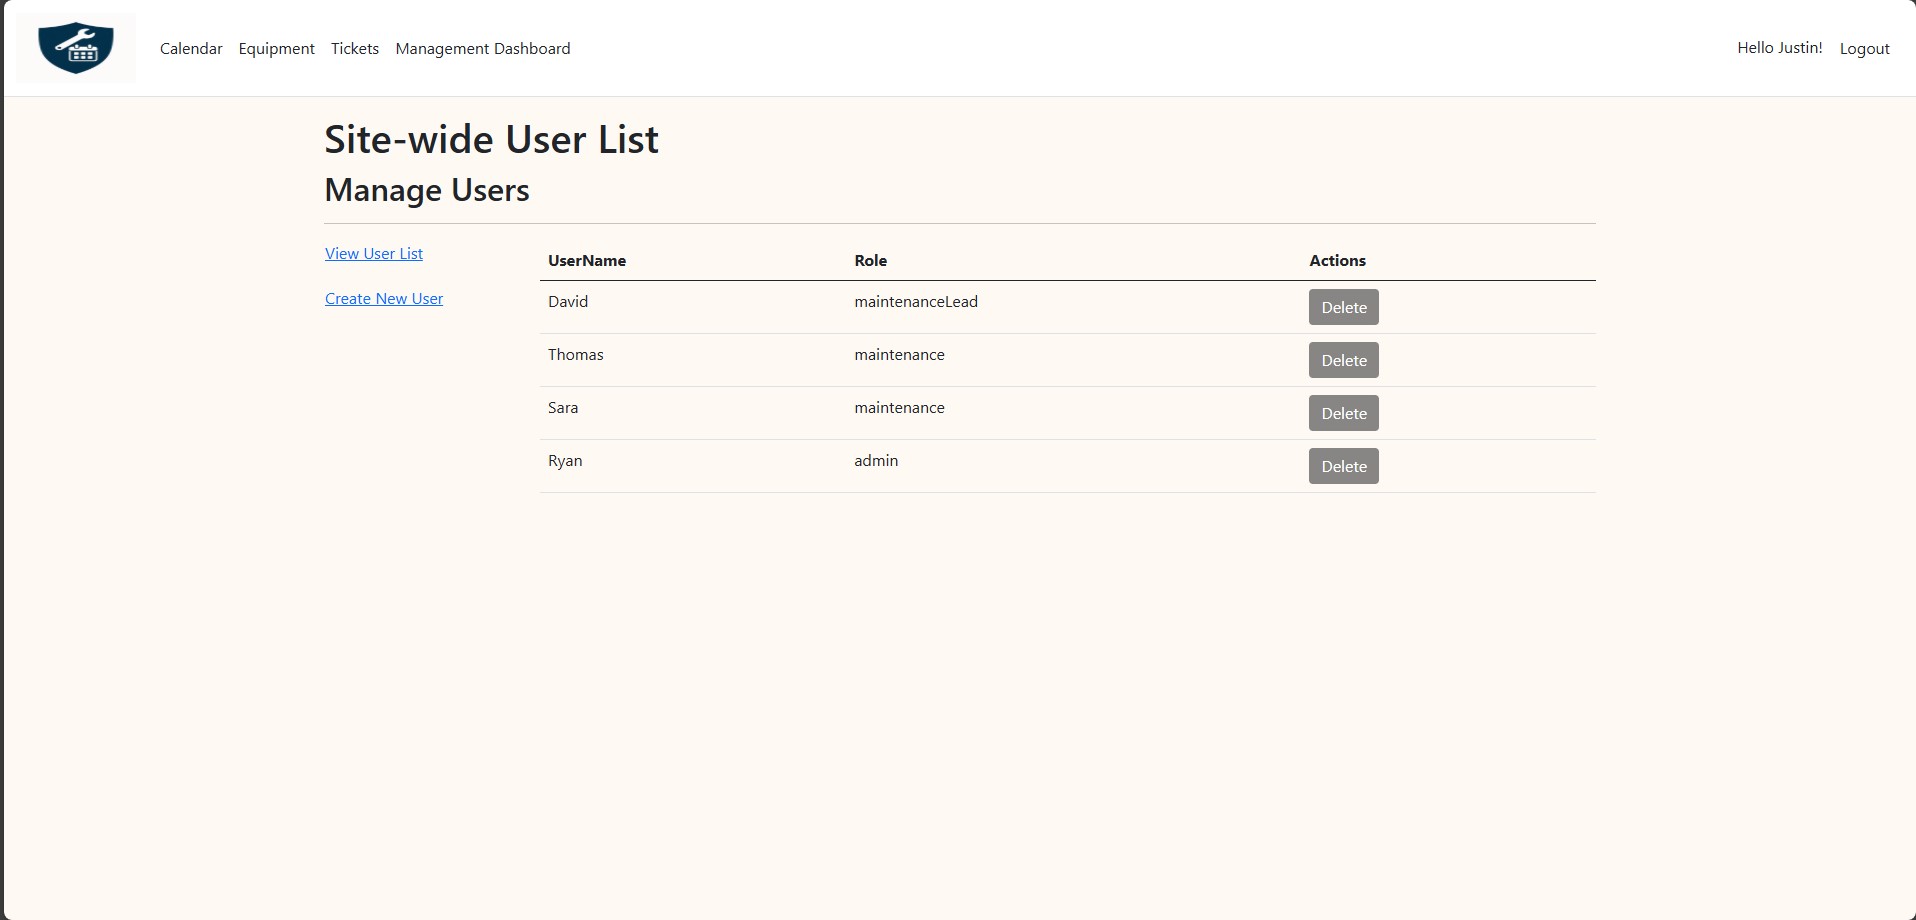 Calendar Equipment Tickets Management Dashboard Hello Justin! Logout
Site-wide User List
Manage Users
View User List
Create New User
UserName Role Actions
David maintenanceLead Delete
Thomas maintenance Delete
Sara maintenance Delete
Ryan admin Delete